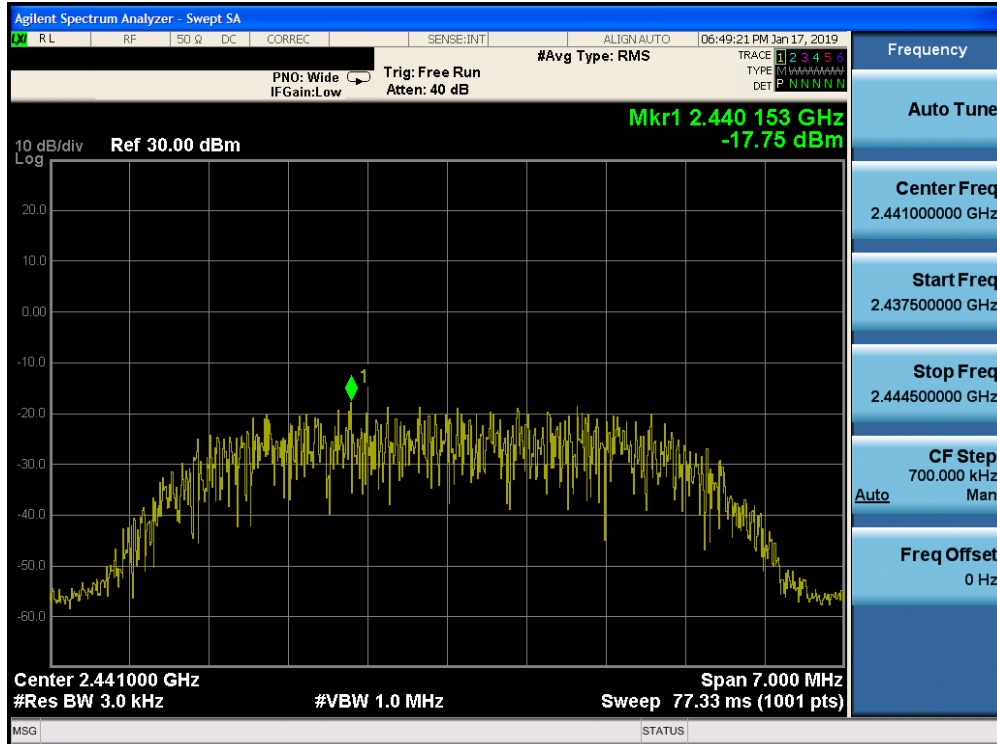 Agilent Spectrum Analyzer - Swept SA
LXI RL RF 50 Ω DC CORREC SENSE:INT ALIGN AUTO 06:49:21 PM Jan 17, 2019
#Avg Type: RMS
TRACE 1 2 3 4 5 6
PNO: Wide Trig: Free Run
TYPE M WWWWW
IFGain:Low Atten: 40 dB
DET P N N N N N
Mkr1 2.440 153 GHz
-17.75 dBm
10 dB/div Ref 30.00 dBm
Log
20.0
10.0
0.00
-10.0
1
-20.0
-30.0
-40.0
-50.0
-60.0
Center 2.441000 GHz Span 7.000 MHz
#Res BW 3.0 kHz #VBW 1.0 MHz Sweep 77.33 ms (1001 pts)
MSG STATUS
Frequency
Auto Tune
Center Freq
2.441000000 GHz
Start Freq
2.437500000 GHz
Stop Freq
2.444500000 GHz
CF Step
700.000 kHz
Auto Man
Freq Offset
0 Hz